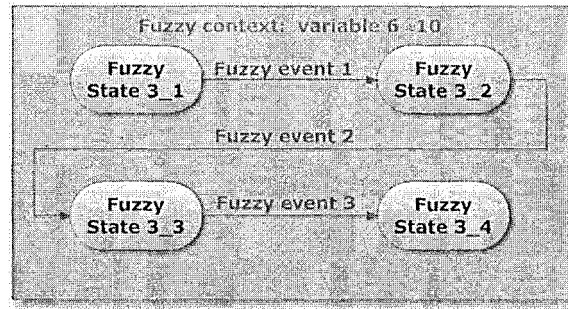 Fuzzy context: variable 6 -10
Fuzzy
State 3_1
Fuzzy event 1
Fuzzy
State 3_2
Fuzzy event 2
Fuzzy
State 3_3
Fuzzy event 3
Fuzzy
State 3_4